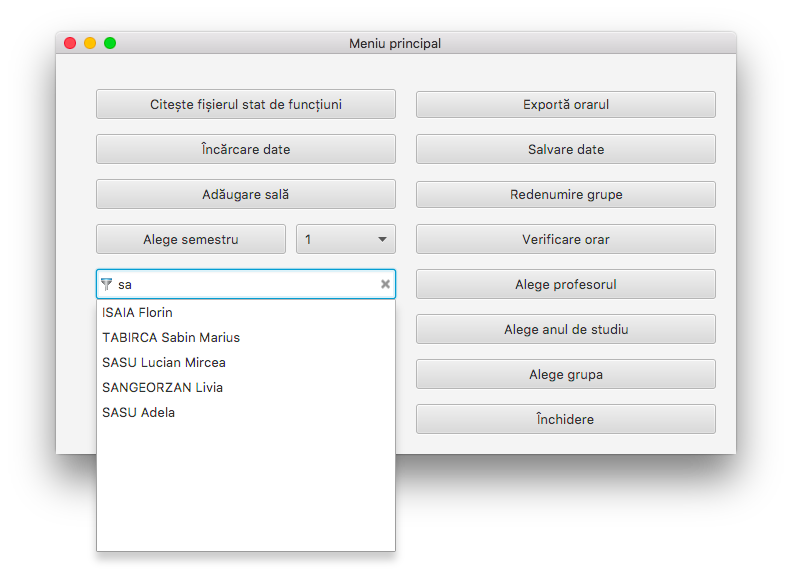 Meniu principal
Citește fișierul stat de funcțiuni
Exportă orarul
Încărcare date
Salvare date
Adăugare sală
Redenumire grupe
Alege semestru
1
Verificare orar
sa
Alege profesorul
ISAIA Florin
TABIRCA Sabin Marius
Alege anul de studiu
SASU Lucian Mircea
SANGEORZAN Livia
Alege grupa
SASU Adela
Închidere